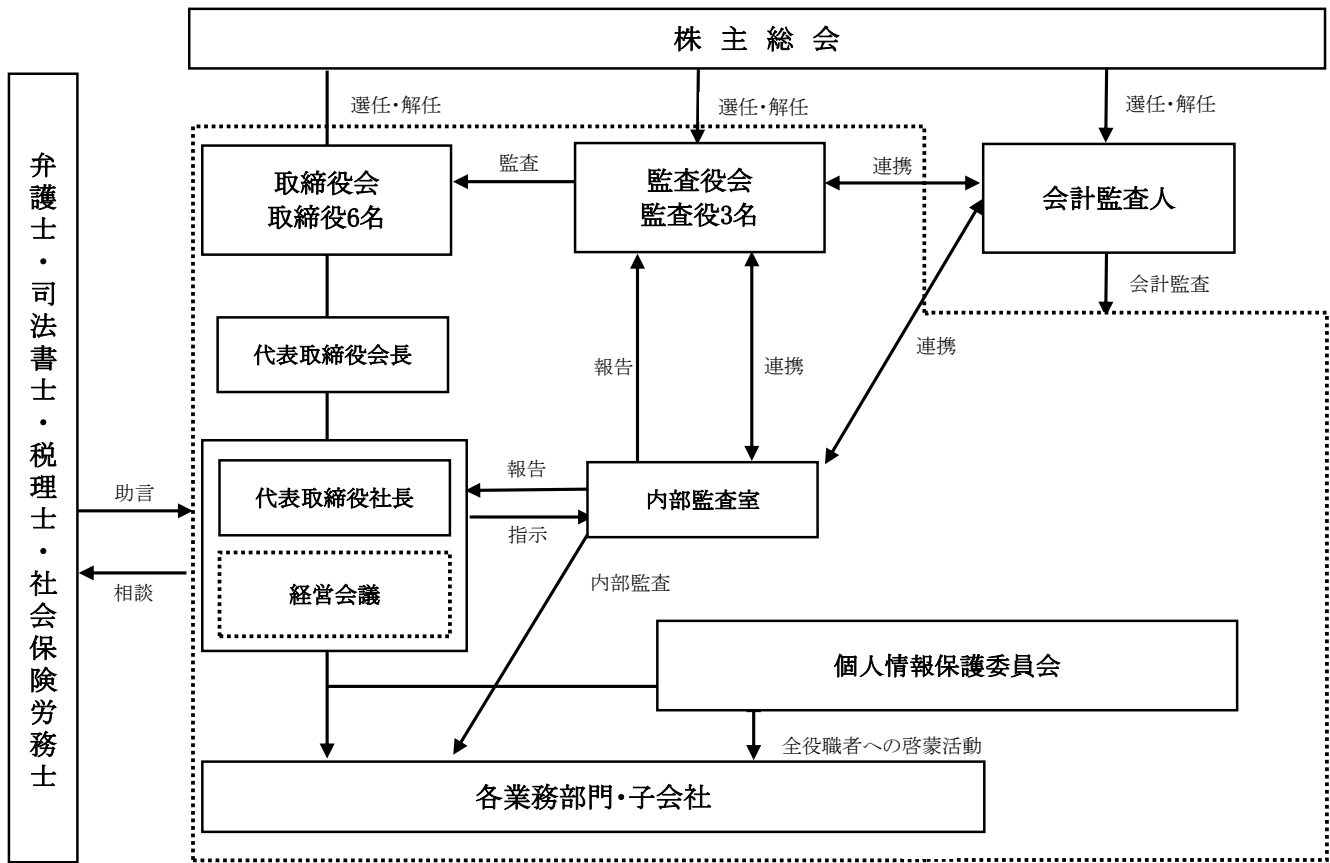 株主総会
選任・解任
選任・解任
選任・解任
弁護士・司法書士・税理士・社会保険労務士
取締役会
取締役6名
監査
監査役会
監査役3名
連携
会計監査人
会計監査
代表取締役会長
報告
連携
連携
代表取締役社長
報告
指示
内部監査室
助言
相談
経営会議
内部監査
個人情報保護委員会
全役職者への啓蒙活動
各業務部門・子会社